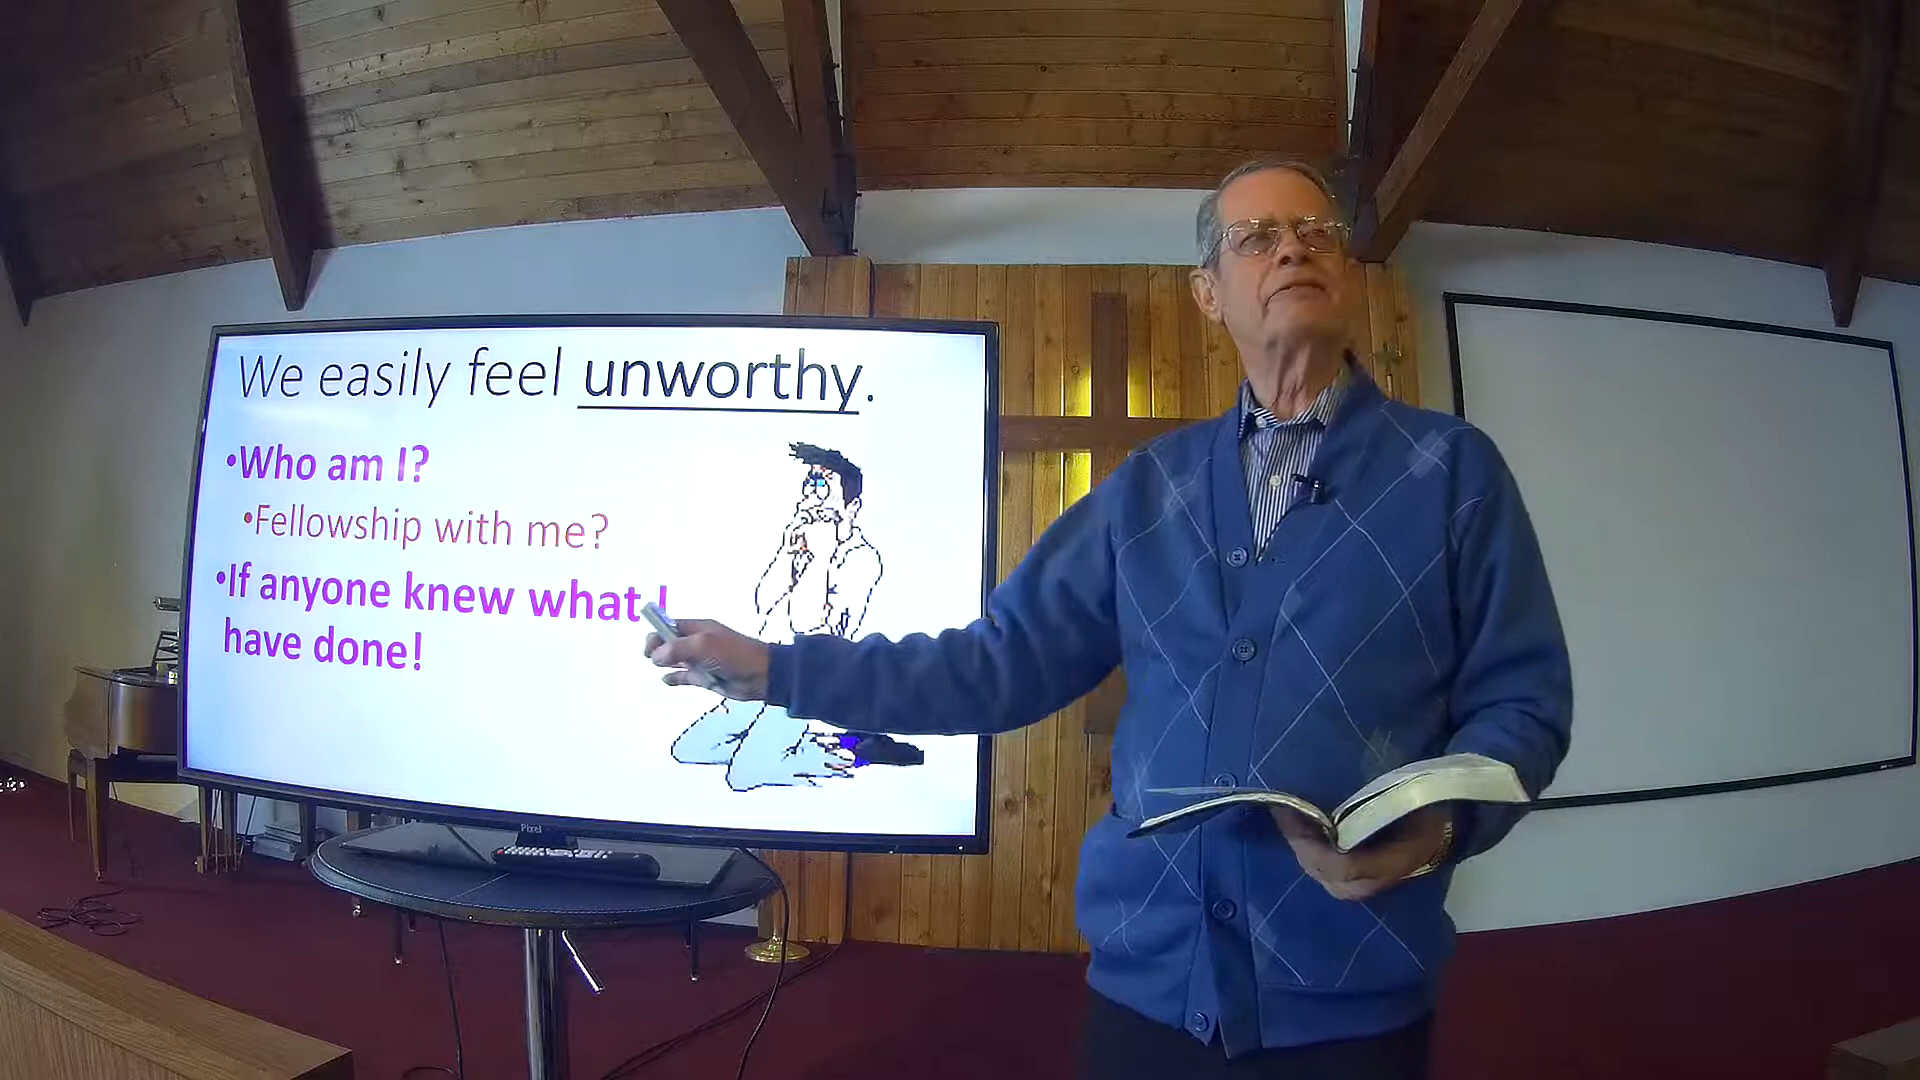 We easily feel unworthy.
•Who am I?
•Fellowship with me?
•If anyone knew what I
have done!
Pixel